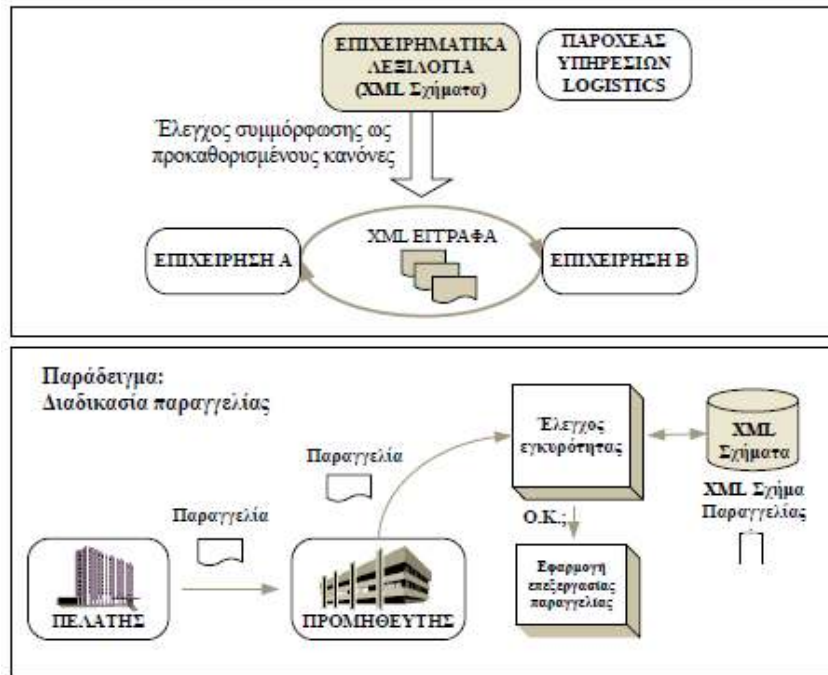 ΕΠΙΧΕΙΡΗΜΑΤΙΚΑ
ΛΕΞΙΛΟΓΙΑ
(XML Σχήματα)
ΠΑΡΟΧΕΑΣ
ΥΠΗΡΕΣΙΩΝ
LOGISTICS
Έλεγχος συμμόρφωσης ως
προκαθορισμένους κανόνες
ΕΠΙΧΕΙΡΗΣΗ Α
XML ΕΓΓΡΑΦΑ
ΕΠΙΧΕΙΡΗΣΗ Β
Παράδειγμα:
Διαδικασία παραγγελίας
Παραγγελία
Έλεγχος
εγκυρότητας
XML
Σχήματα
XML Σχήμα
Παραγγελίας
Παραγγελία
Ο.Κ.;
Εφαρμογή
επεξεργασίας
παραγγελίας
ΠΕΛΑΤΗΣ
ΠΡΟΜΗΘΕΥΤΗΣ